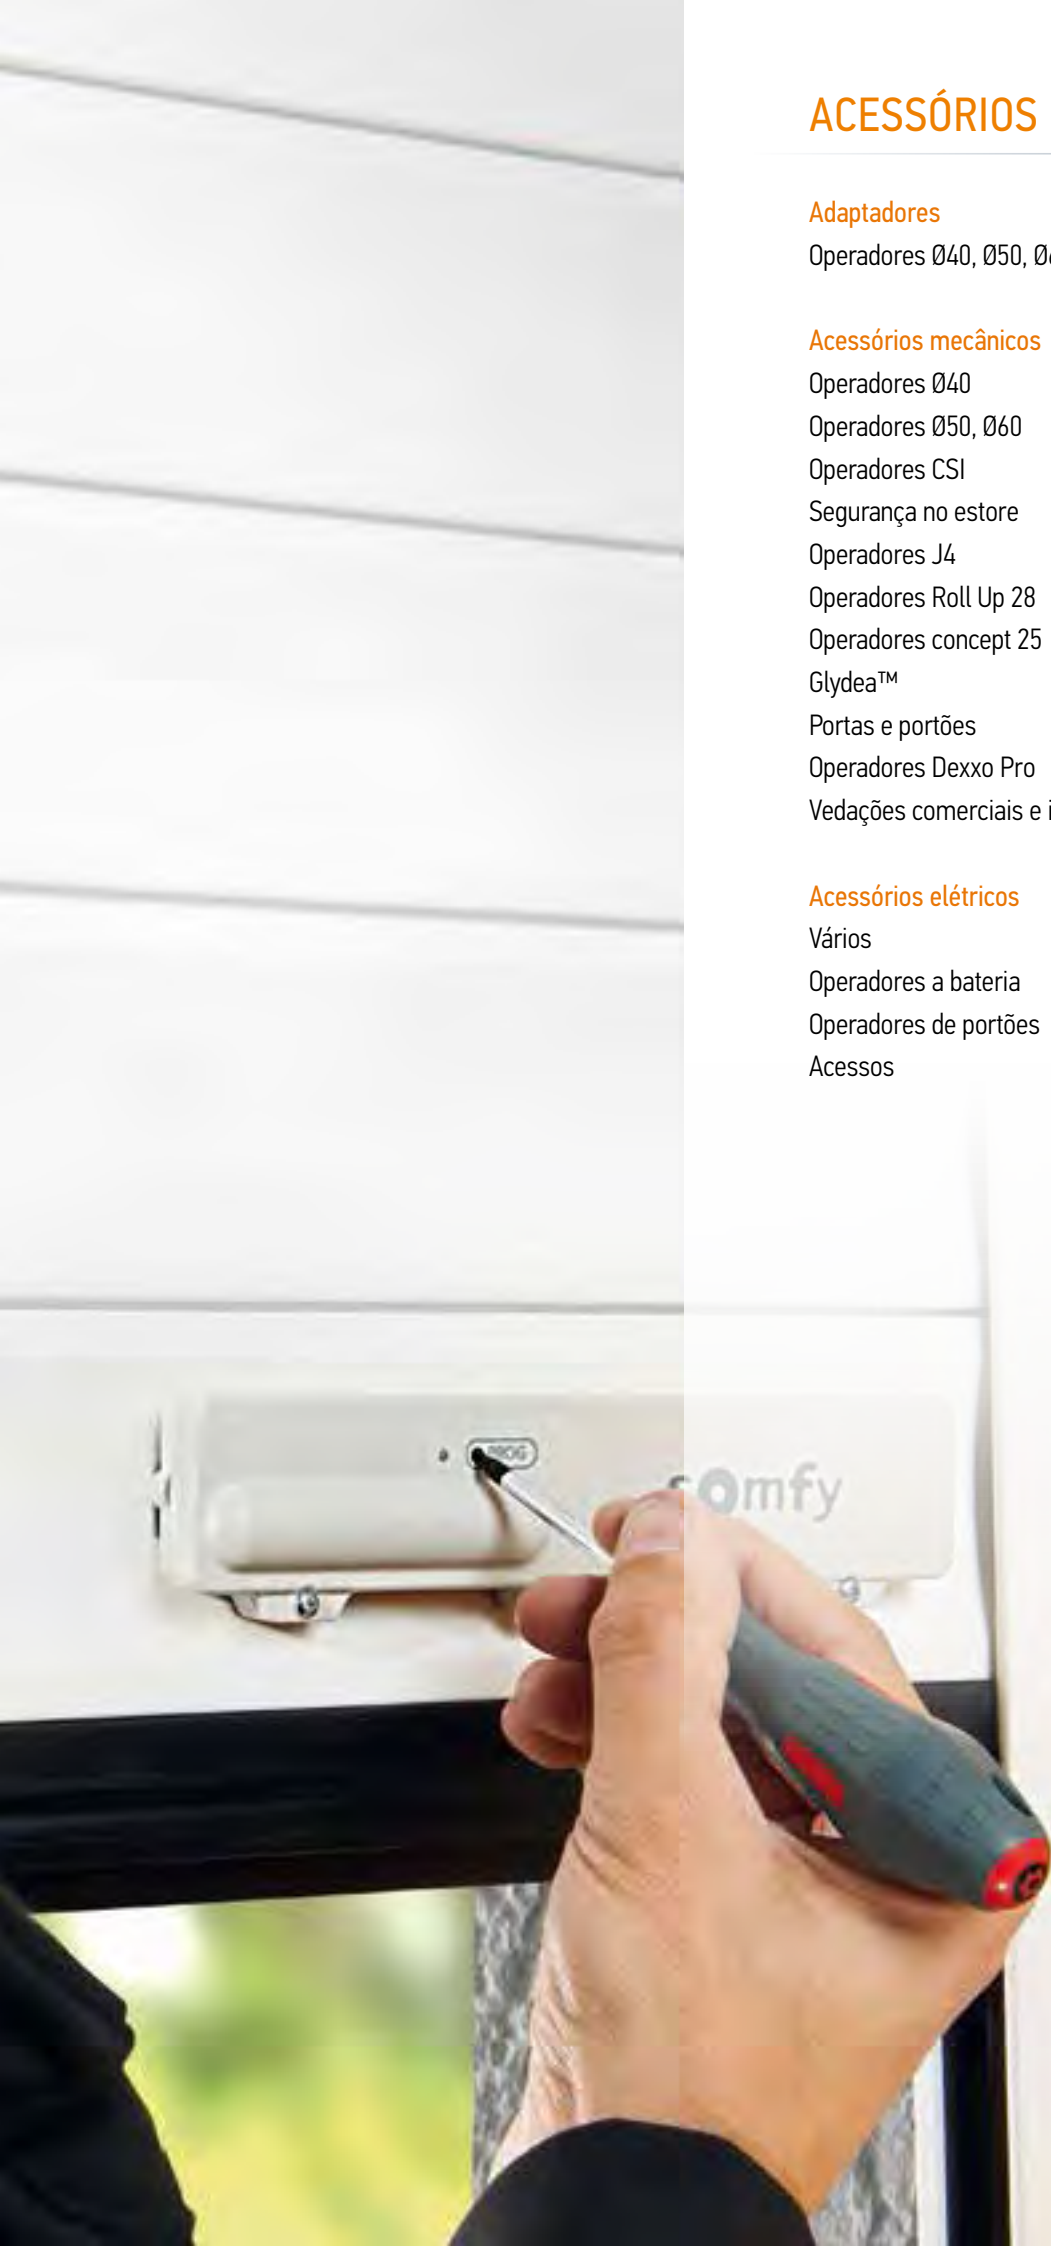 ACESSÓRIOS
Adaptadores
Operadores Ø40, Ø50,
Acessórios mecânicos
Operadores Ø40
Operadores Ø50, Ø60
Operadores CSI
Segurança no estore
Operadores J4
Operadores Roll Up 28
Operadores concept 25
Glydea™
Portas e portões
Operadores Dexxo Pro
Vedações comerciais e
Acessórios elétricos
Vários
Operadores a bateria
Operadores de portões
Acessos
PROG
somfy